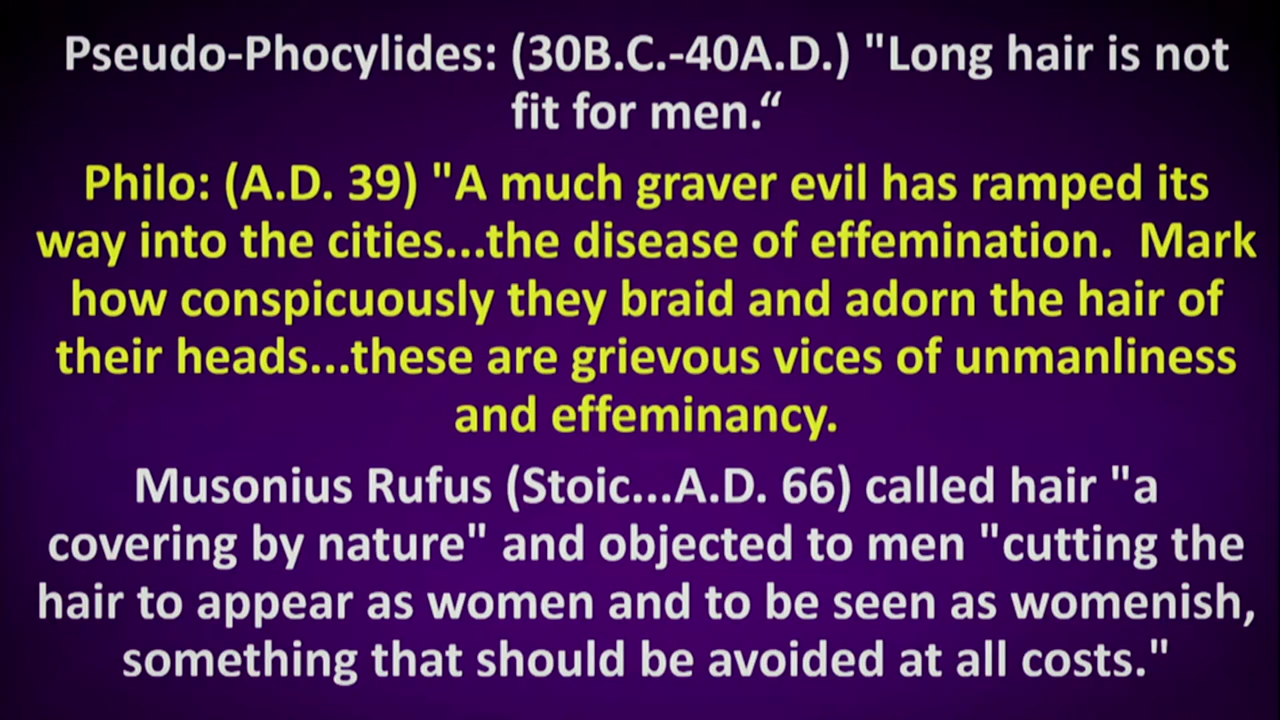 Pseudo-Phocylides: (30B.C.-40A.D.) "Long hair is not
fit for men.“
Philo: (A.D. 39) "A much graver evil has ramped its
way into the cities...the disease of effemination.  Mark
how conspicuously they braid and adorn the hair of
their heads...these are grievous vices of unmanliness
and effeminancy.
Musonius Rufus (Stoic...A.D. 66) called hair "a
covering by nature" and objected to men "cutting the
hair to appear as women and to be seen as womenish,
something that should be avoided at all costs."